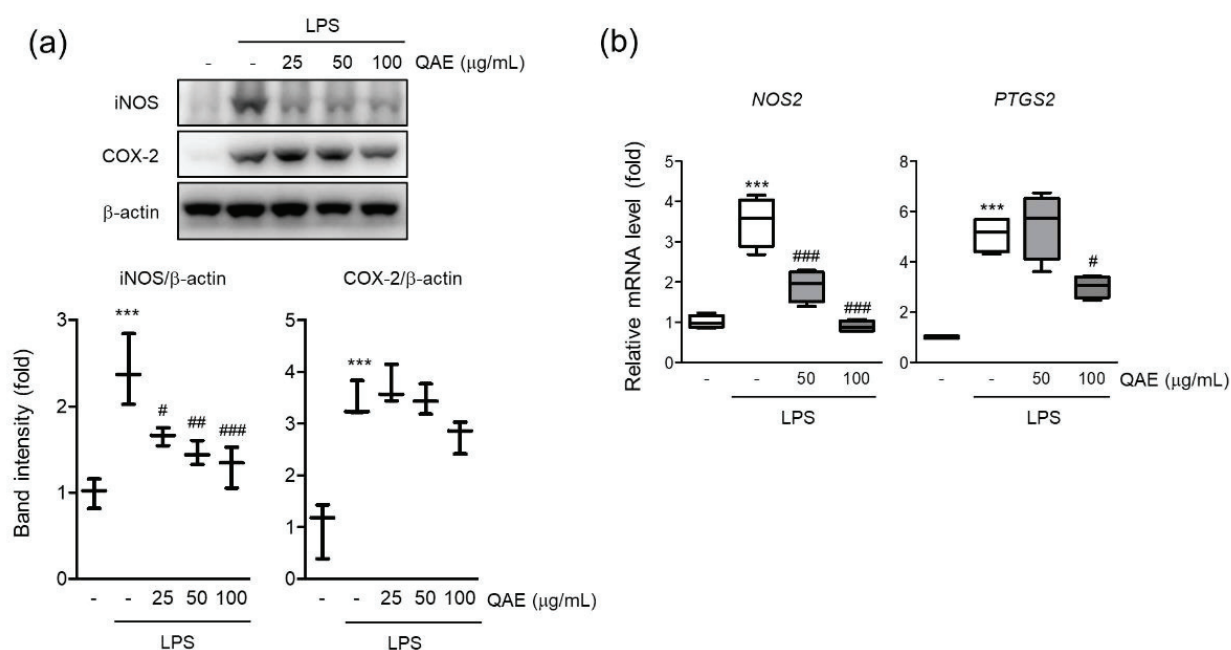 (a)
LPS
- - 25 50 100 QAE (μg/mL)
iNOS
COX-2
β-actin
iNOS/β-actin
COX-2/β-actin
Band intensity (fold)
3
2
1
0
***
#
##
###
- - 25 50 100
LPS
5
4
3
2
1
0
***
- - 25 50 100 QAE (μg/mL)
LPS
(b)
NOS2
PTGS2
Relative mRNA level (fold)
5
4
3
2
1
0
***
###
###
- - 50 100
LPS
8
6
4
2
0
***
#
- - 50 100 QAE (μg/mL)
LPS